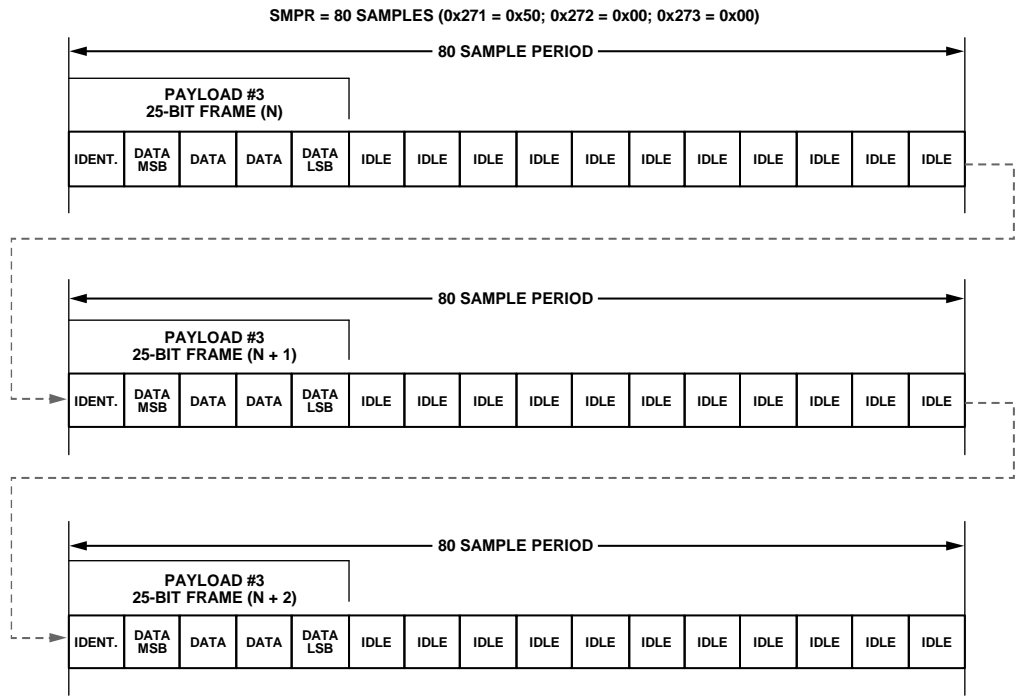 SMPR = 80 SAMPLES (0x271 = 0x50; 0x272 = 0x00; 0x273 = 0x00)
80 SAMPLE PERIOD
PAYLOAD #3
25-BIT FRAME (N)
IDENT. DATA MSB DATA DATA DATA LSB IDLE IDLE IDLE IDLE IDLE IDLE IDLE IDLE IDLE IDLE IDLE
80 SAMPLE PERIOD
PAYLOAD #3
25-BIT FRAME (N + 1)
IDENT. DATA MSB DATA DATA DATA LSB IDLE IDLE IDLE IDLE IDLE IDLE IDLE IDLE IDLE IDLE IDLE
80 SAMPLE PERIOD
PAYLOAD #3
25-BIT FRAME (N + 2)
IDENT. DATA MSB DATA DATA DATA LSB IDLE IDLE IDLE IDLE IDLE IDLE IDLE IDLE IDLE IDLE IDLE